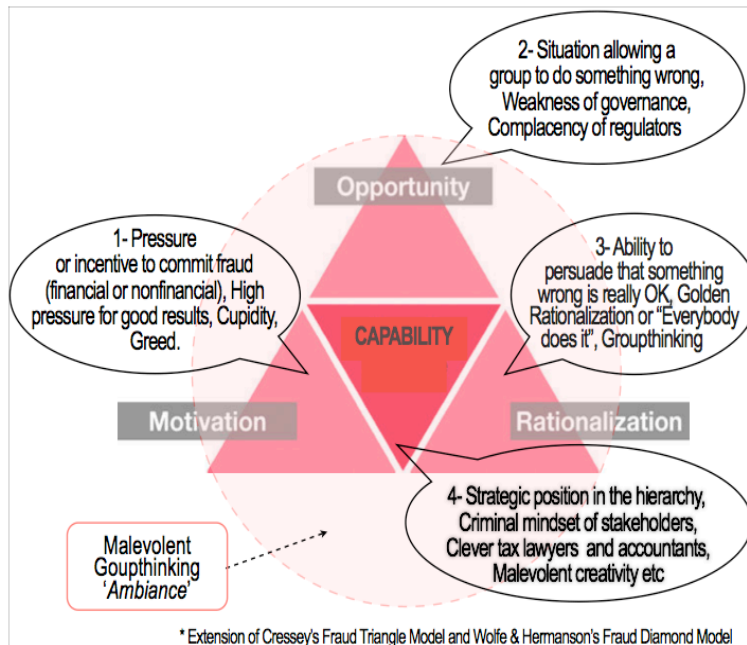 2- Situation allowing a
group to do something wrong,
Weakness of governance,
Complacency of regulators
Opportunity
1- Pressure
or incentive to commit fraud
(financial or nonfinancial), High
pressure for good results, Cupidity,
Greed.
3- Ability to
persuade that something
wrong is really OK, Golden
Rationalization or "Everybody
does it", Groupthinking
CAPABILITY
Motivation
Rationalization
4- Strategic position in the hierarchy,
Criminal mindset of stakeholders,
Clever tax lawyers and accountants,
Malevolent creativity etc
Malevolent
Goupthinking
'Ambiance'
* Extension of Cressey's Fraud Triangle Model and Wolfe & Hermanson's Fraud Diamond Model